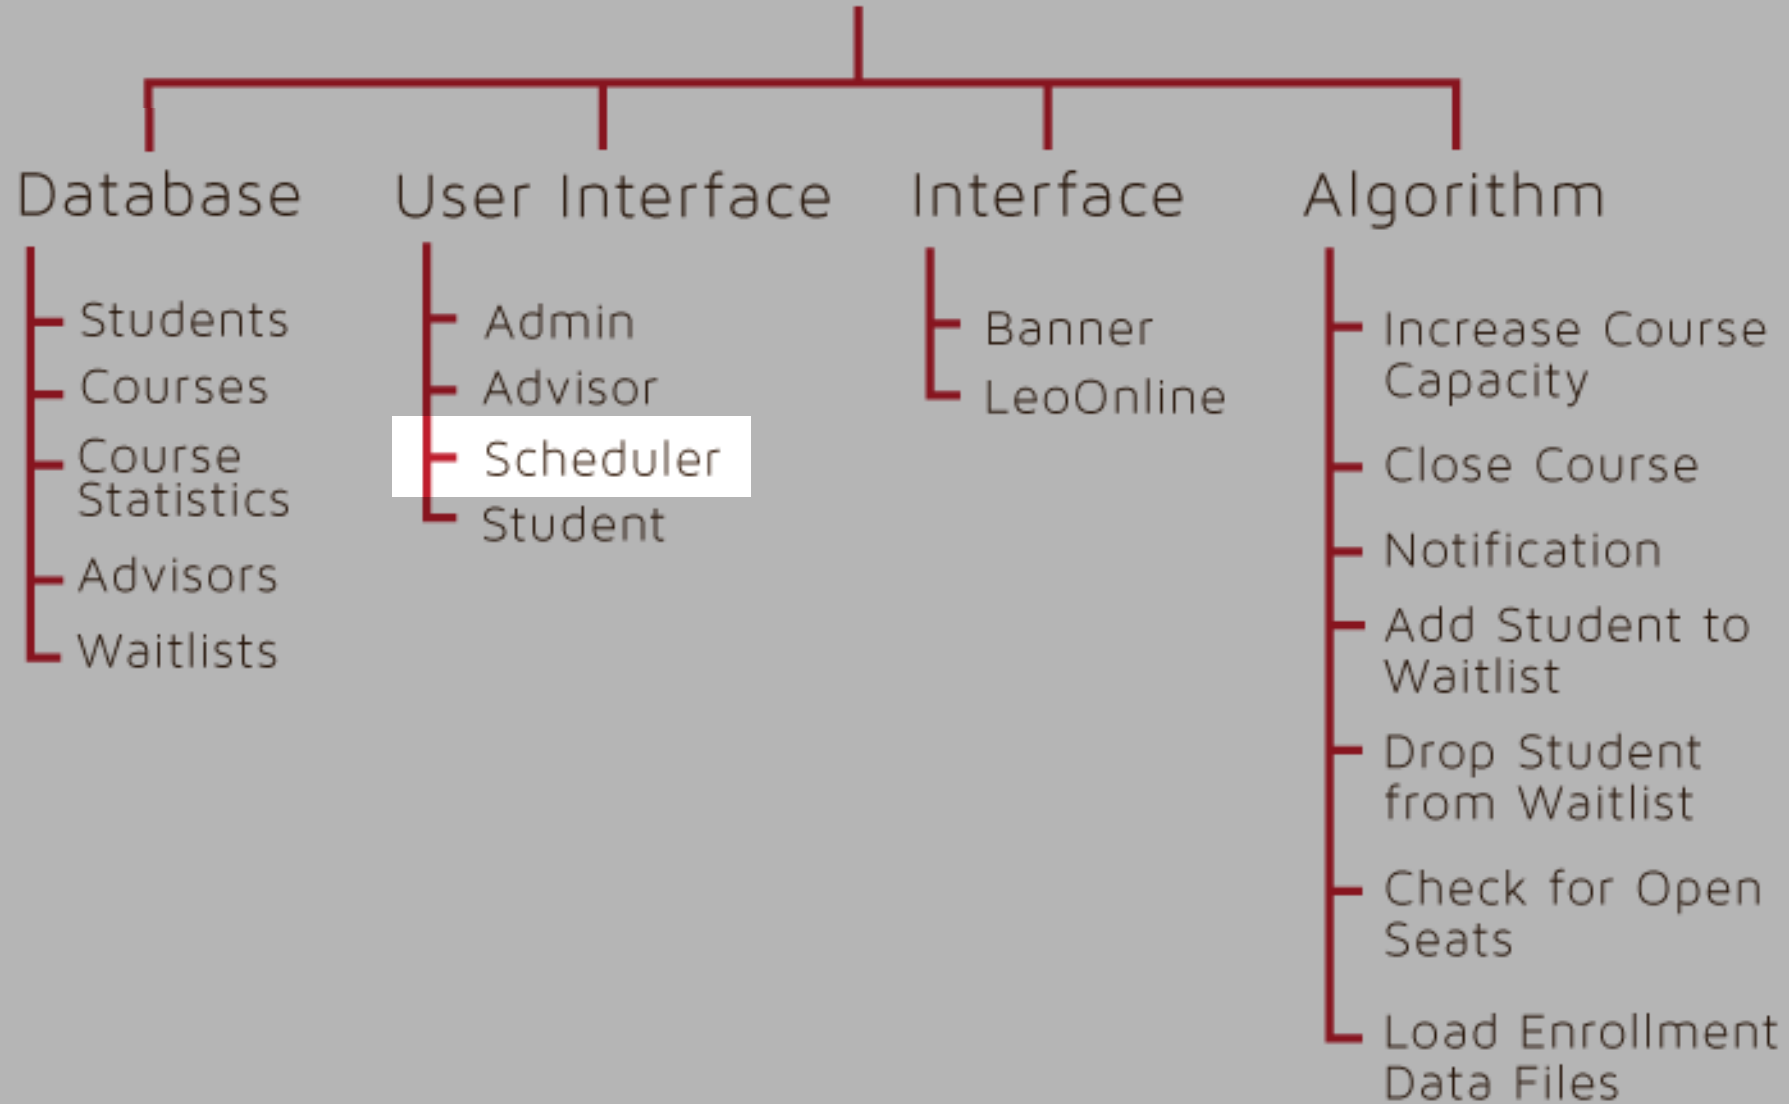 Database
Students
Courses
Course
Statistics
Advisors
Waitlists
User Interface
Admin
Advisor
Scheduler
Student
Interface
Banner
LeoOnline
Algorithm
Increase Course
Capacity
Close Course
Notification
Add Student to
Waitlist
Drop Student
from Waitlist
Check for Open
Seats
Load Enrollment
Data Files